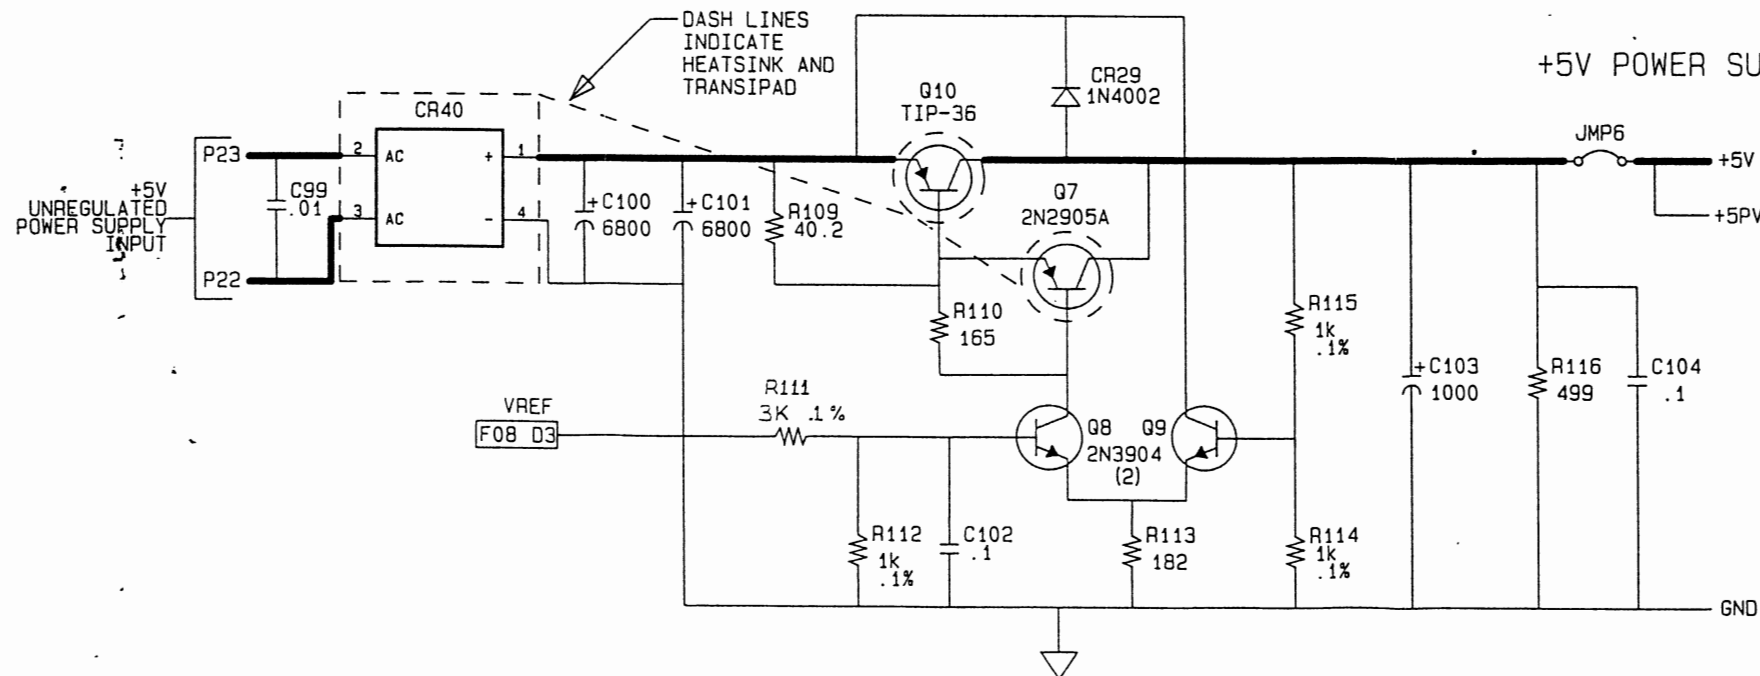 DASH LINES
INDICATE
HEATSINK AND
TRANSIPAD
+5V POWER SU
CR40
Q10
TIP-36
CR29
1N4002
JMP6
P23
2 AC + 1
+5V
C99
.01
+5V
UNREGULATED
POWER SUPPLY
INPUT
3 AC - 4
+C100
6800
+C101
6800
R109
40.2
Q7
2N2905A
+5PV
P22
R110
165
R115
1k
.1%
+C103
1000
R116
499
C104
.1
R111
3K .1%
VREF
F08 D3
Q8 Q9
2N3904
(2)
R112
1k
.1%
C102
.1
R113
182
R114
1k
.1%
GND